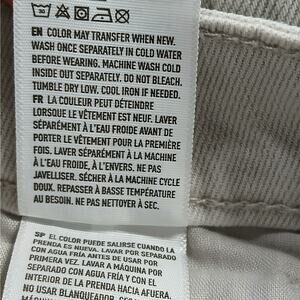 EN COLOR MAY TRANSFER WHEN NEW.
WASH ONCE SEPARATELY IN COLD WATER
BEFORE WEARING. MACHINE WASH COLD
INSIDE OUT SEPARATELY. DO NOT BLEACH.
TUMBLE DRY LOW. COOL IRON IF NEEDED.
FR LA COULEUR PEUT DÉTEINDRE
LORSQUE LE VÊTEMENT EST NEUF. LAVER
SÉPARÉMENT À L'EAU FROIDE AVANT DE
PORTER LE VÊTEMENT POUR LA PREMIÈRE
FOIS. LAVER SÉPARÉMENT À LA MACHINE
À L'EAU FROIDE, À L'ENVERS. NE PAS
JAVELLISER. SÉCHER À LA MACHINE CYCLE
DOUX. REPASSER À BASSE TEMPÉRATURE
AU BESOIN. NE PAS NETTOYER À SEC.
SP EL COLOR PUEDE SALIRSE CUANDO LA
PRENDA ES NUEVA. LAVAR POR SEPARADO
CON AGUA FRÍA ANTES DE USAR POR
PRIMERA VEZ. LAVAR A MÁQUINA POR
SEPARADO CON AGUA FRÍA Y CON EL
INTERIOR DE LA PRENDA HACIA AFUERA.
NO USAR BLANQUEADOR.